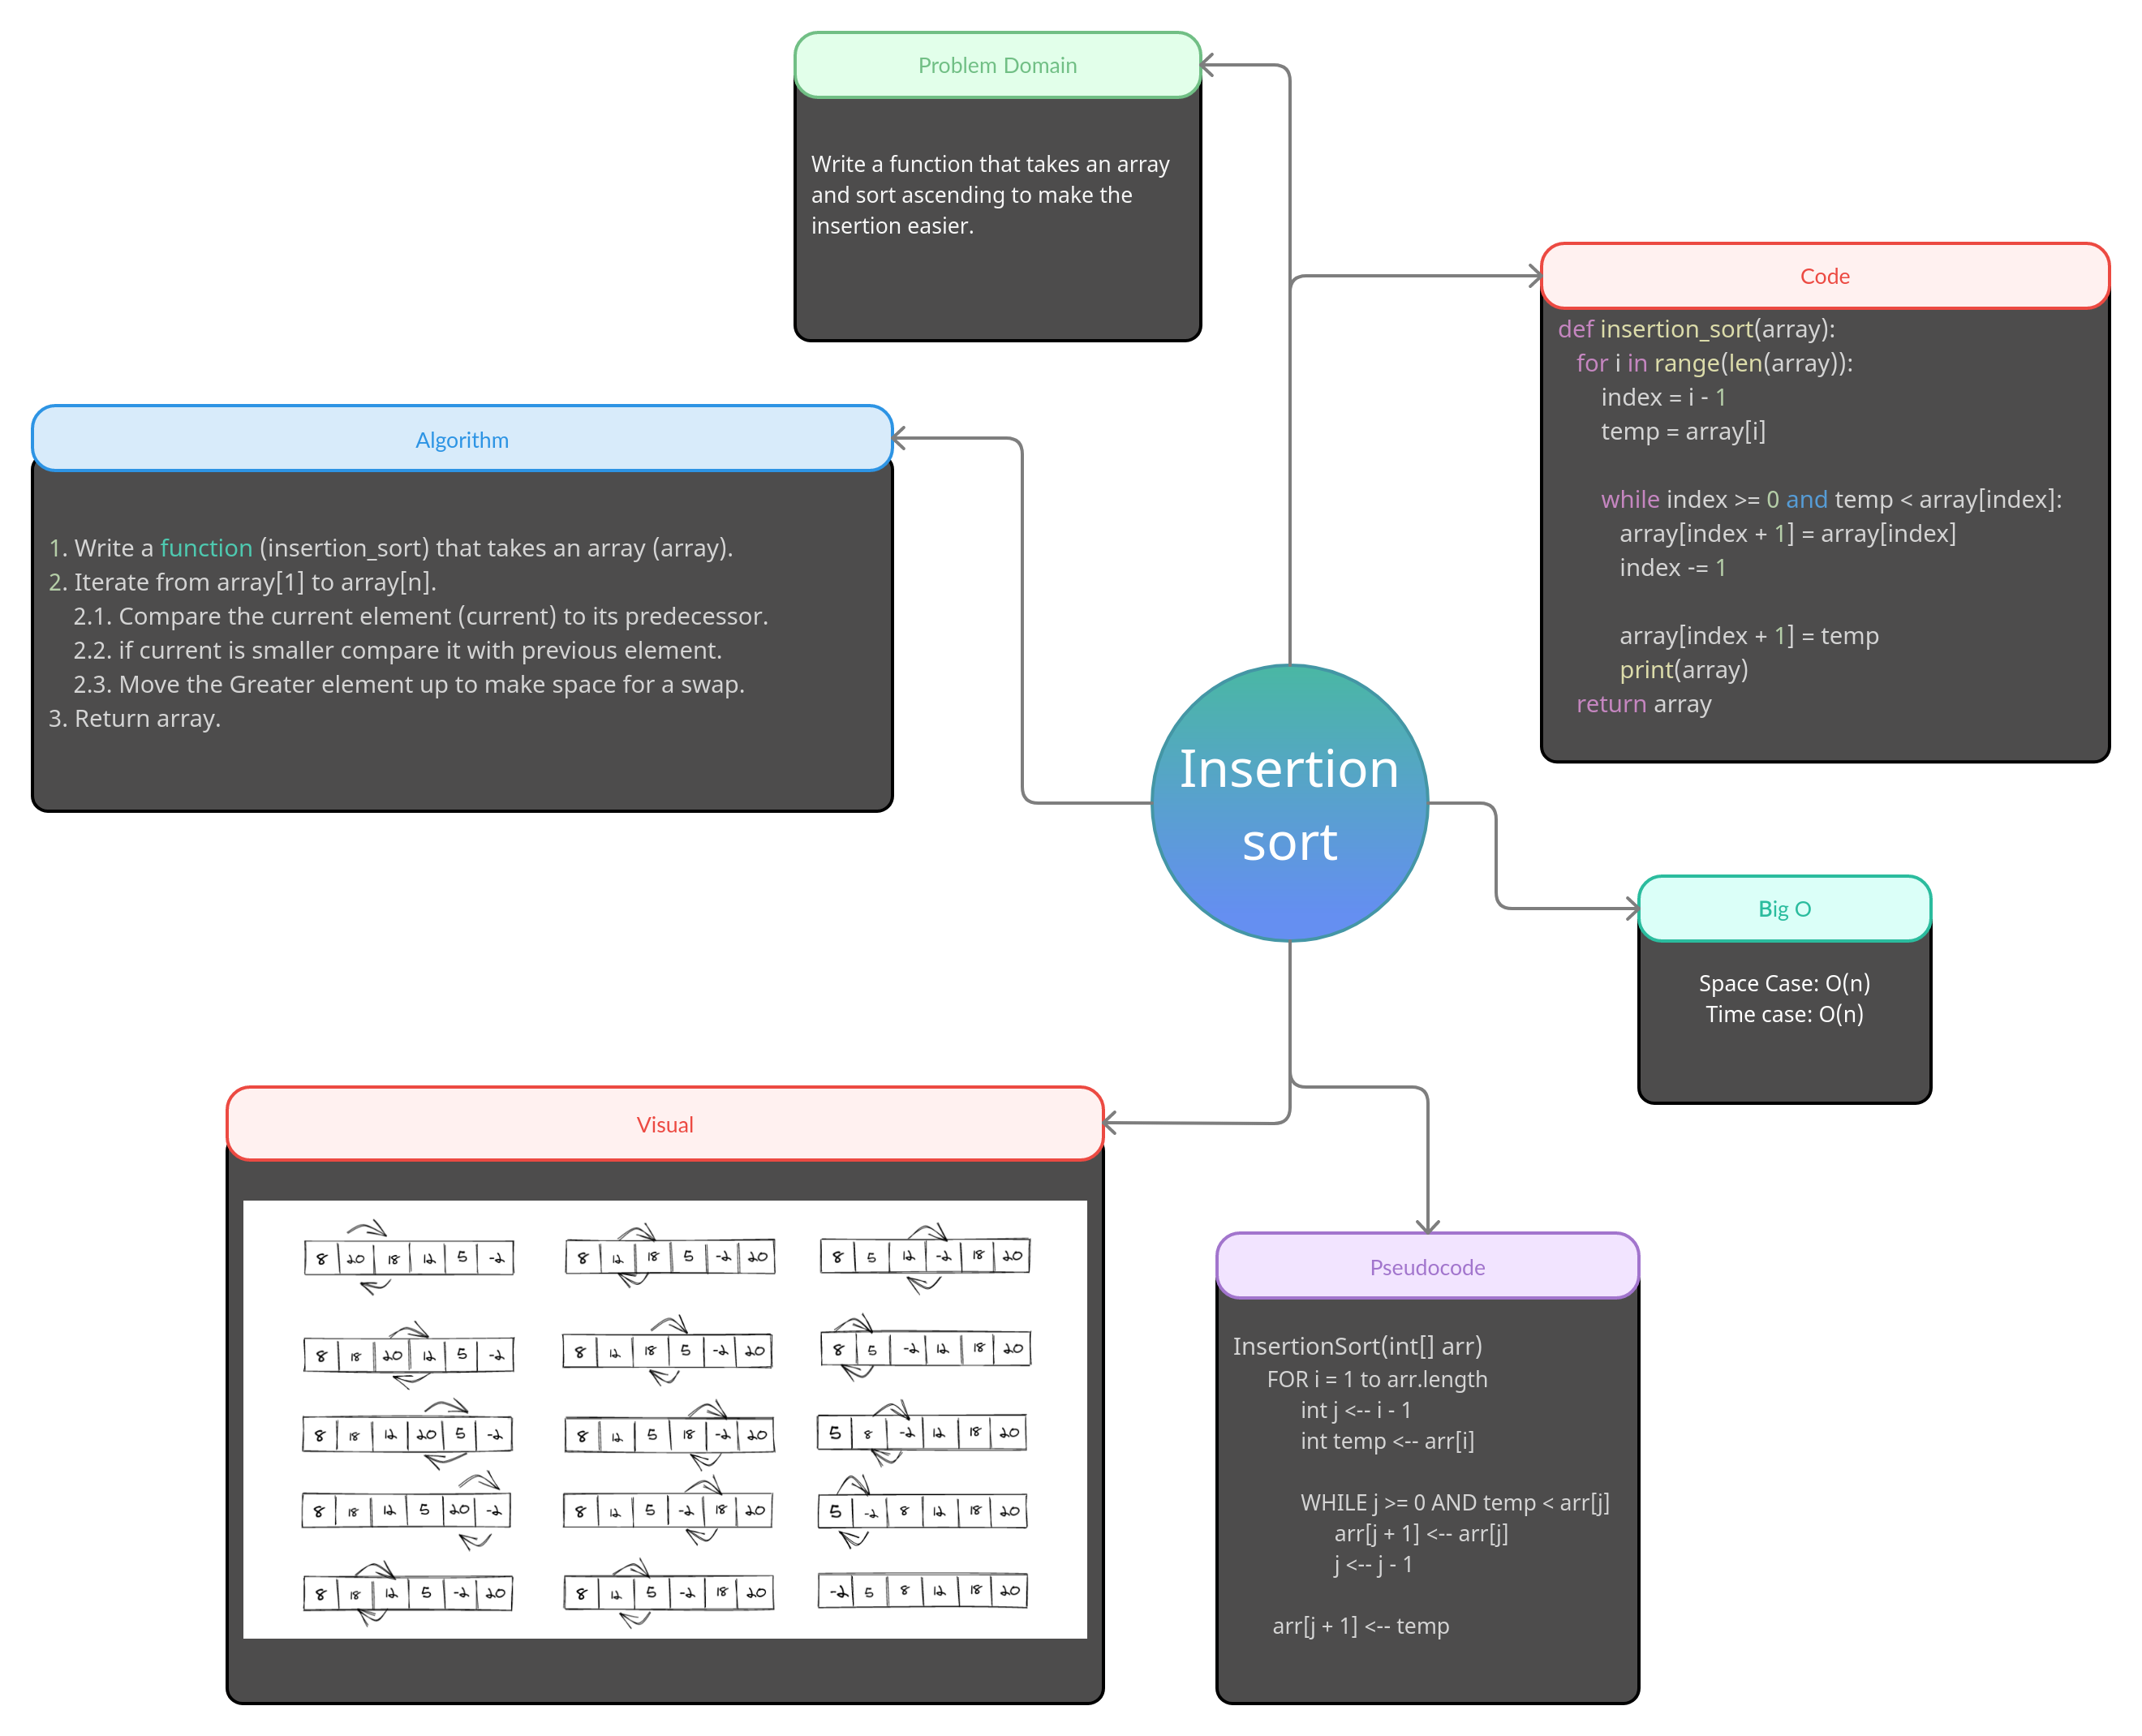 Problem Domain
Write a function that takes an array
and sort ascending to make the
insertion easier.
Code
def insertion_sort(array):
for i in range(len(array)):
index = i - 1
temp = array[i]
while index >= 0 and temp < array[index]:
array[index + 1] = array[index]
index -= 1
array[index + 1] = temp
print(array)
return array
Algorithm
1. Write a function (insertion_sort) that takes an array (array).
2. Iterate from array[1] to array[n].
2.1. Compare the current element (current) to its predecessor.
2.2. if current is smaller compare it with previous element.
2.3. Move the Greater element up to make space for a swap.
3. Return array.
Insertion
sort
Big O
Space Case: O(n)
Time case: O(n)
Visual
8 20 18 12 5 -2
8 18 20 12 5 -2
8 18 12 20 5 -2
8 18 12 5 20 -2
8 18 12 5 -2 20
8 12 18 5 -2 20
8 12 18 5 -2 20
8 12 5 18 -2 20
8 12 5 -2 18 20
8 12 5 -2 18 20
8 5 12 -2 18 20
8 5 -2 12 18 20
5 8 -2 12 18 20
5 -2 8 12 18 20
-2 5 8 12 18 20
Pseudocode
InsertionSort(int[] arr)
FOR i = 1 to arr.length
int j <-- i - 1
int temp <-- arr[i]
WHILE j >= 0 AND temp < arr[j]
arr[j + 1] <-- arr[j]
j <-- j - 1
arr[j + 1] <-- temp